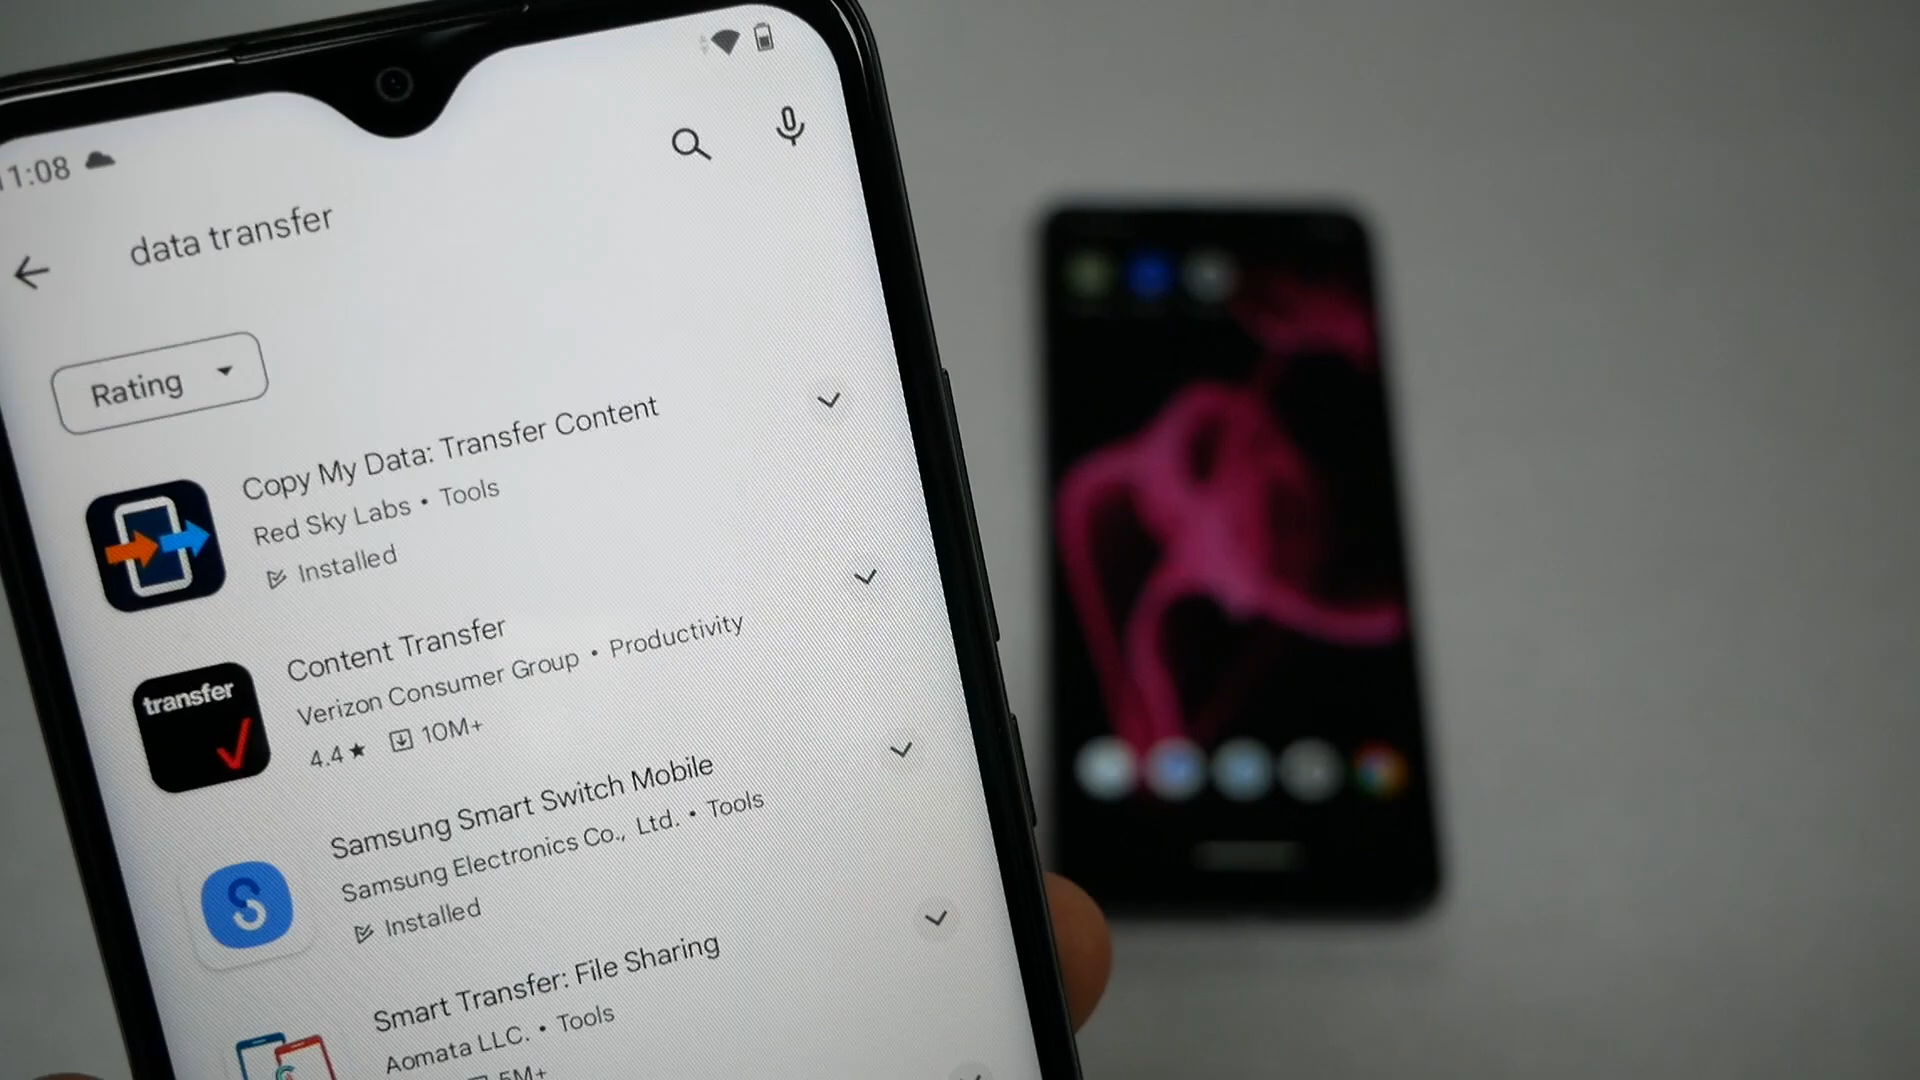 11:08
data transfer
Rating
Copy My Data: Transfer Content
Red Sky Labs • Tools
Installed
transfer
Content Transfer
Verizon Consumer Group • Productivity
4.4★ 10M+
Samsung Smart Switch Mobile
Samsung Electronics Co., Ltd. • Tools
Installed
S
Smart Transfer: File Sharing
Aomata LLC. • Tools
5M+